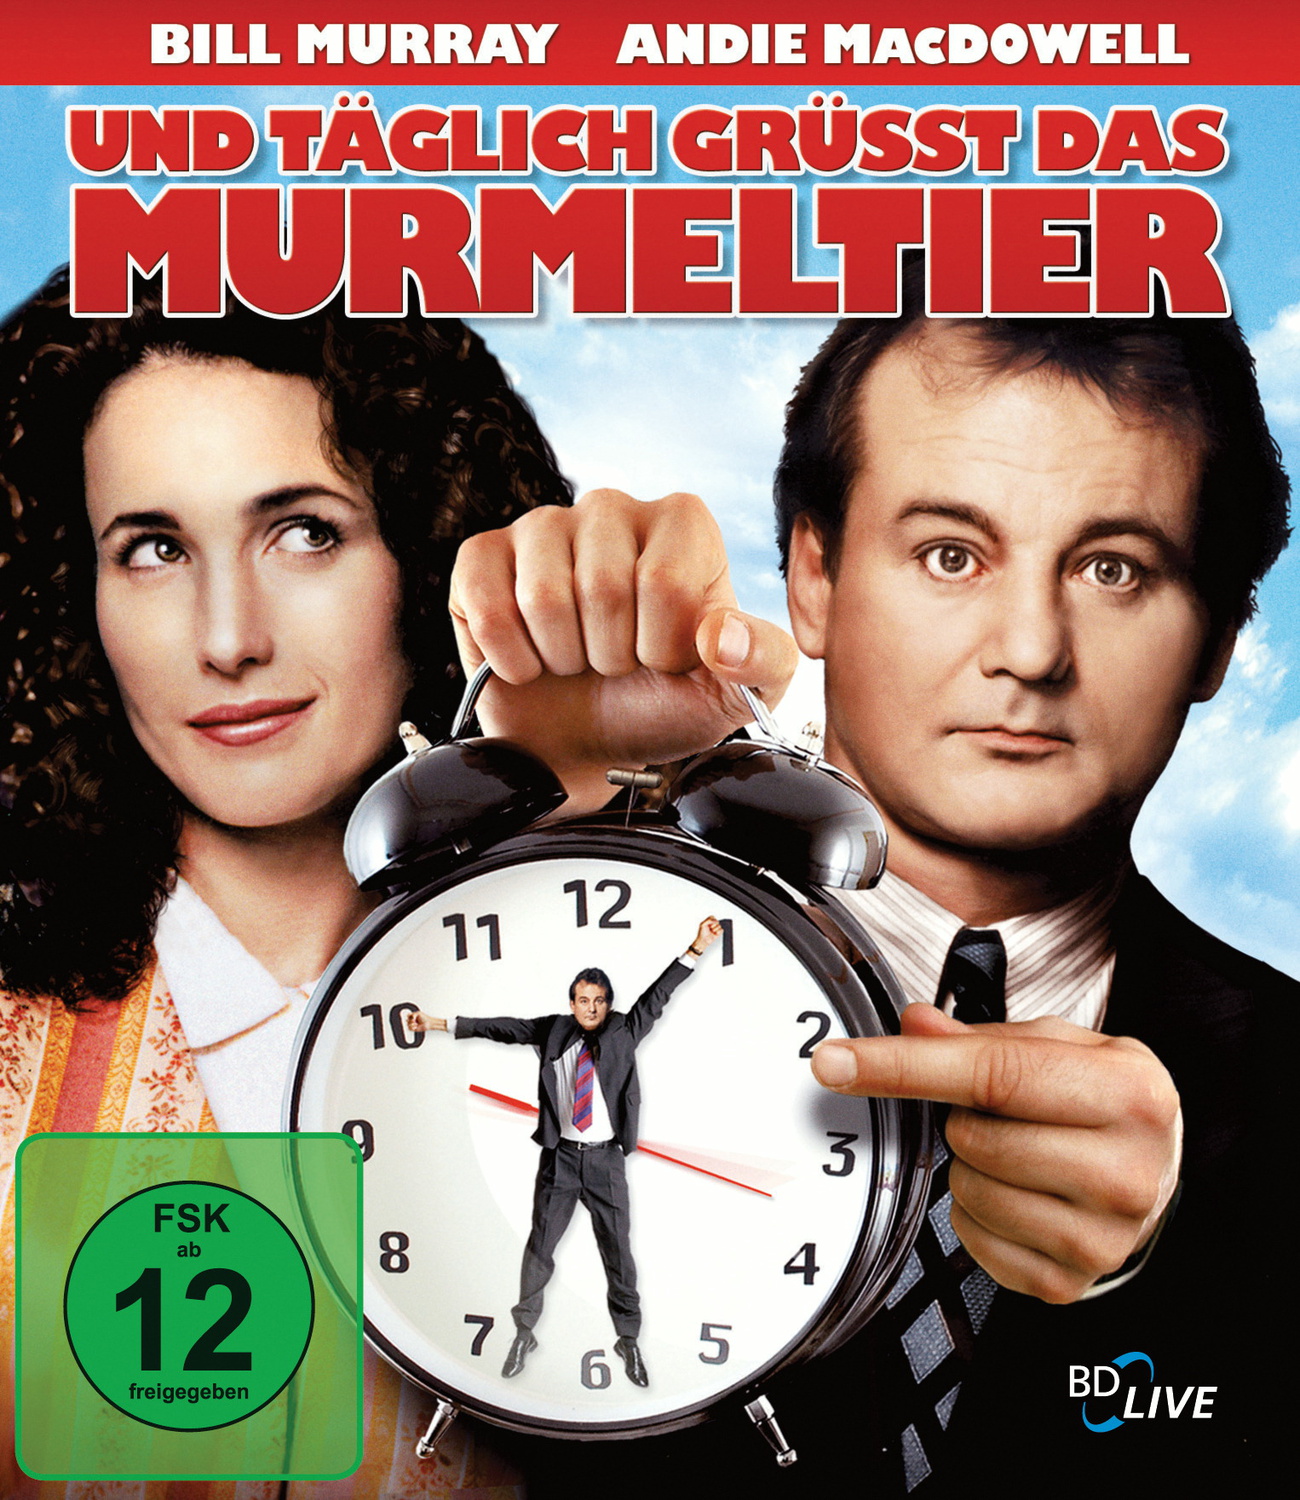 BILL MURRAY ANDIE MacDOWELL
UND TÄGLICH GRÜSST DAS
MURMELTIER
12
11
1
10
2
9
3
8
4
7
5
6
FSK
ab
12
freigegeben
BD
LIVE